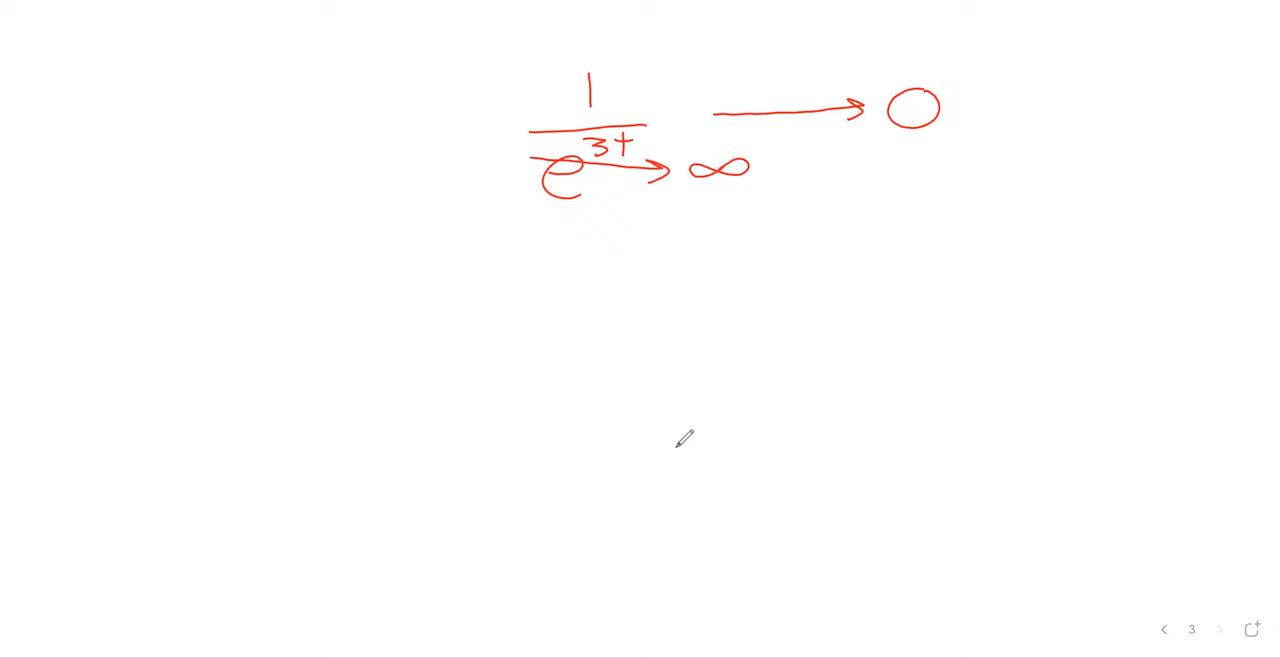 1 / e^{3t} → 0
→ ∞
3